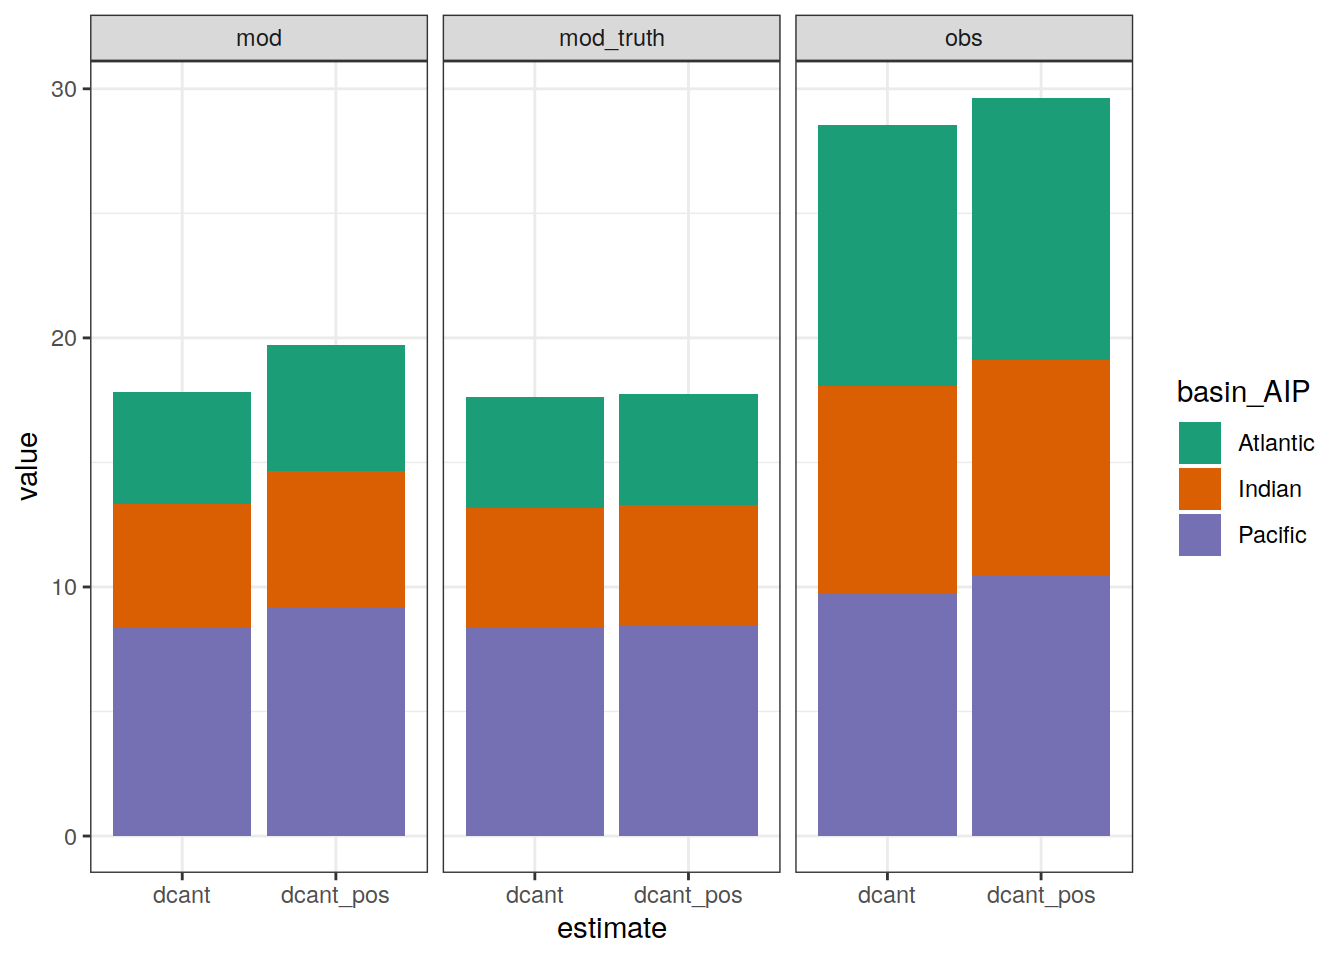 mod
mod_truth
obs
30
20
10
0
value
dcant
dcant_pos
dcant
dcant_pos
dcant
dcant_pos
estimate
basin_AIP
Atlantic
Indian
Pacific